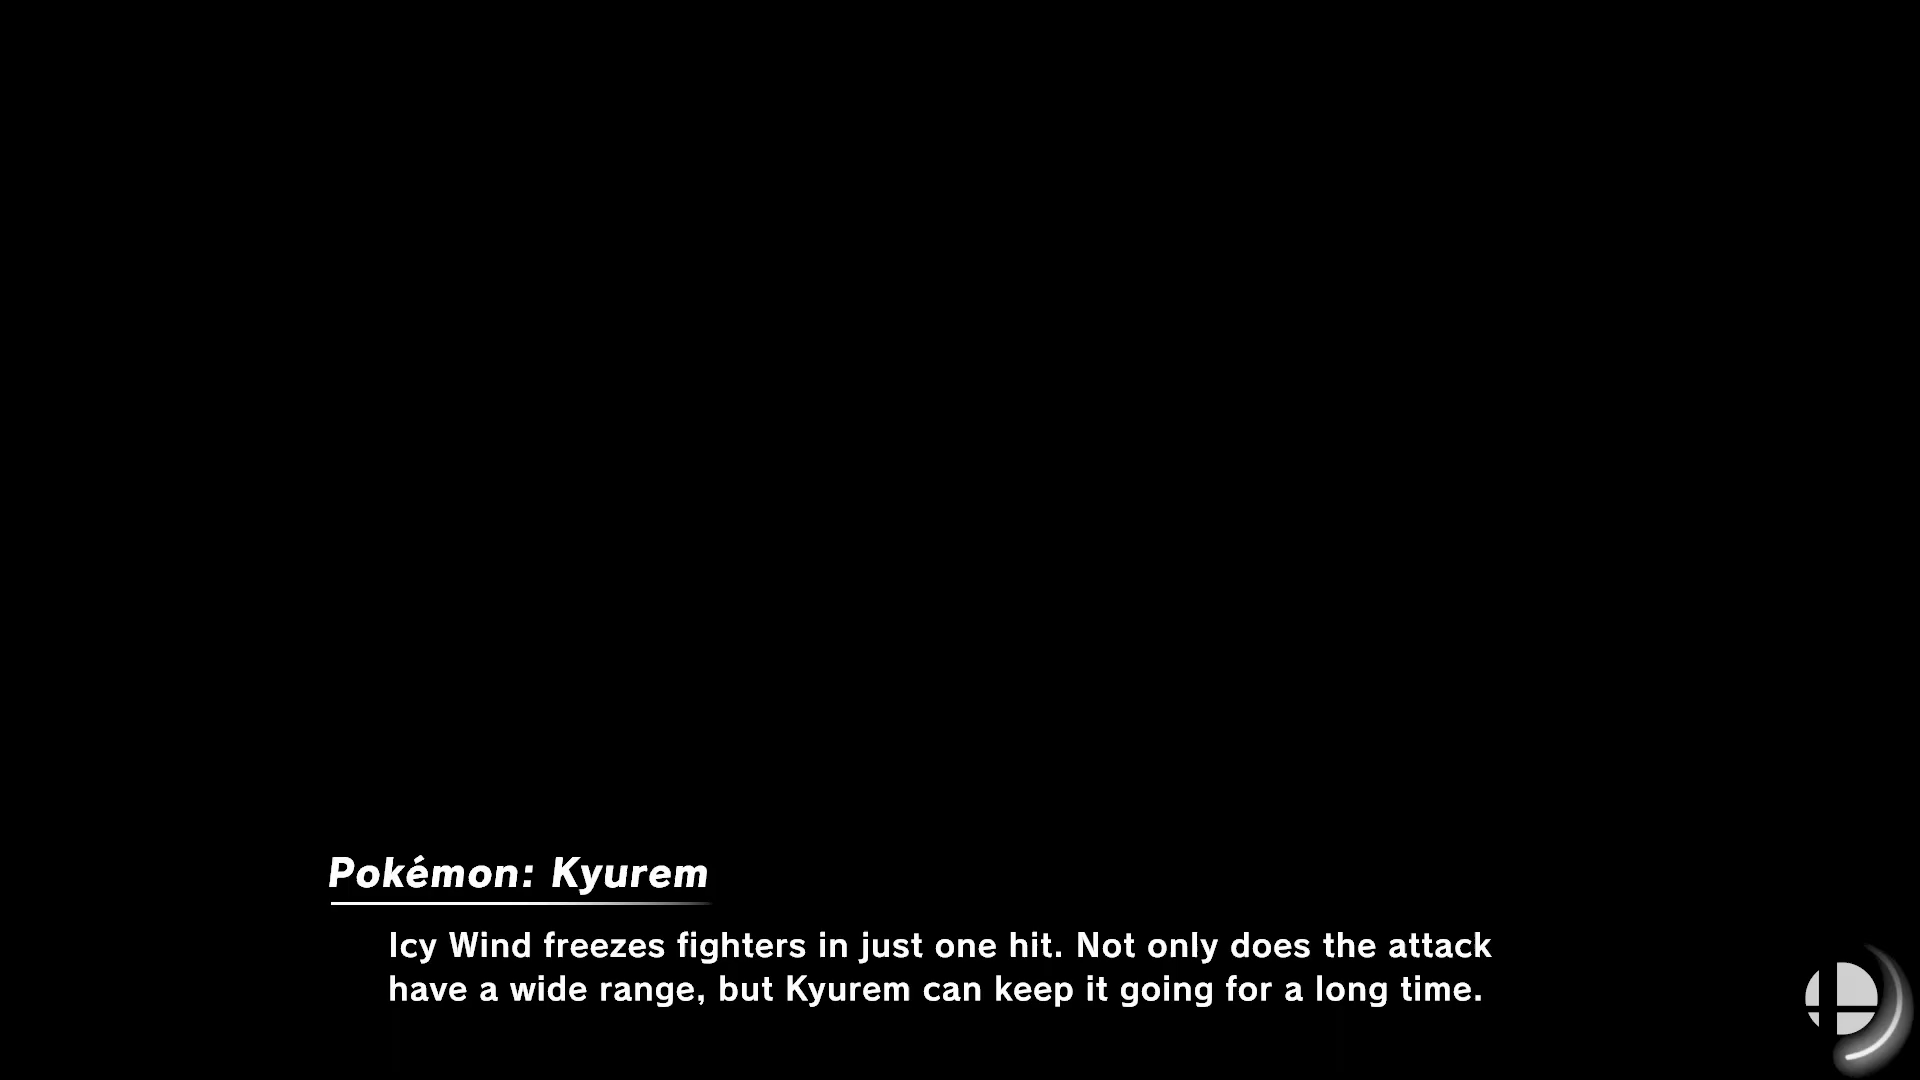 Pokémon: Kyurem
Icy Wind freezes fighters in just one hit. Not only does the attack
have a wide range, but Kyurem can keep it going for a long time.